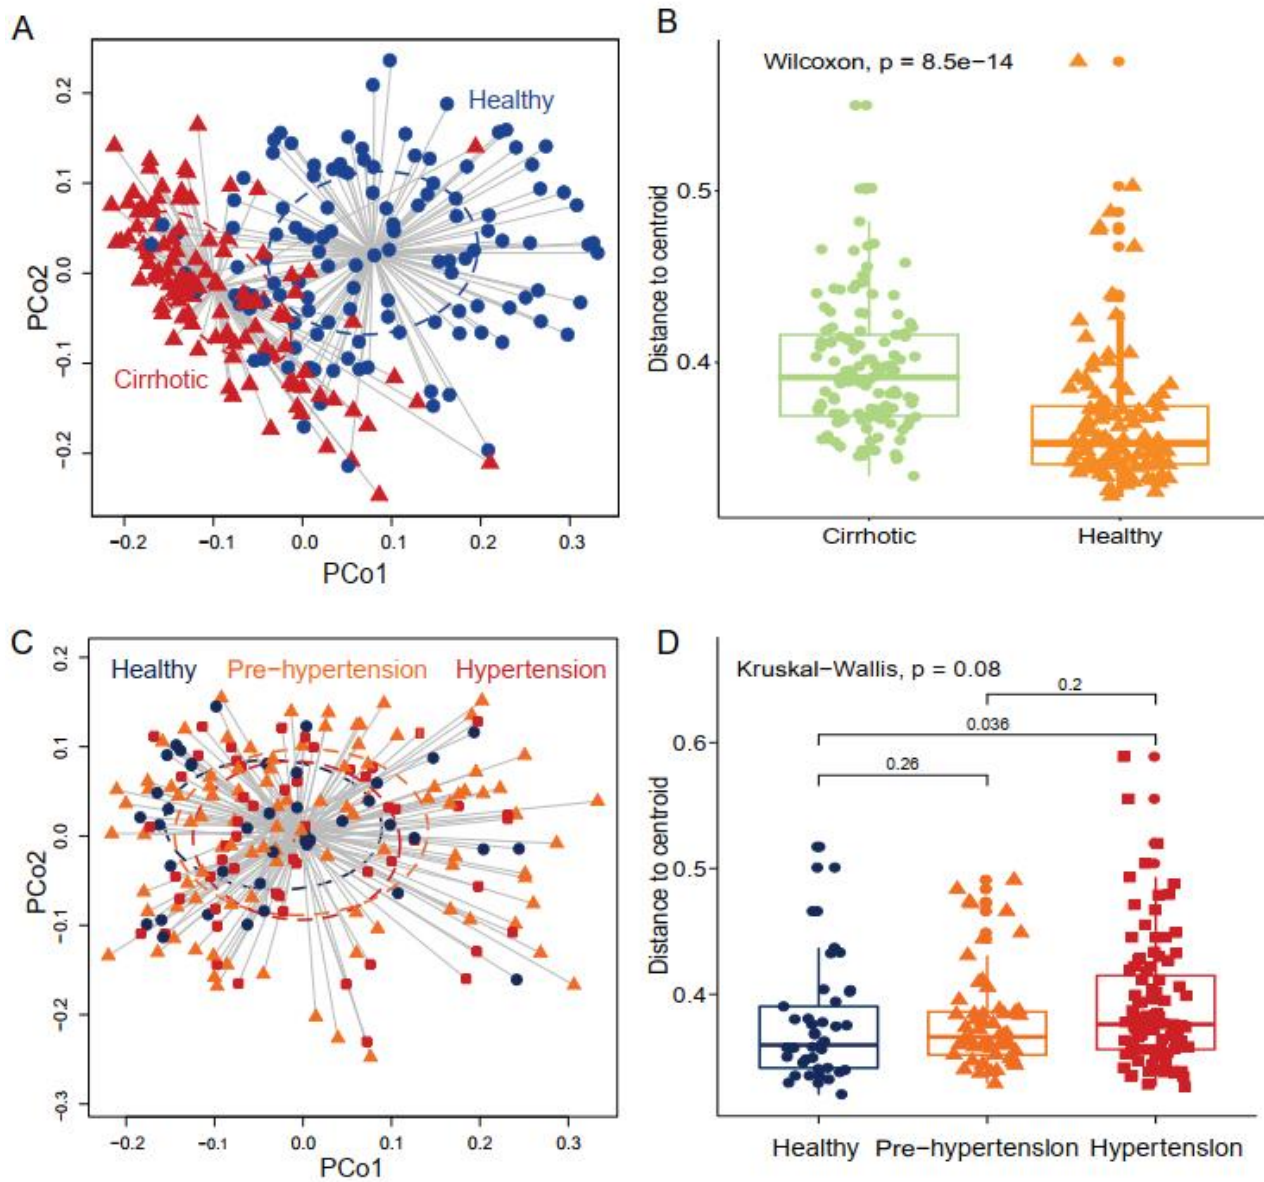 A
0.2
0.1
0.0
−0.1
−0.2
PCo2
Healthy
Cirrhotic
−0.2 −0.1 0.0 0.1 0.2 0.3
PCo1
B
Wilcoxon, p = 8.5e−14
0.5
0.4
Distance to centroid
Cirrhotic Healthy
C
0.2
0.1
0.0
−0.1
−0.2
−0.3
PCo2
Healthy Pre−hypertension Hypertension
−0.2 −0.1 0.0 0.1 0.2 0.3
PCo1
D
Kruskal−Wallis, p = 0.08
0.2
0.036
0.26
0.6
0.5
0.4
Distance to centroid
Healthy Pre−hypertension Hypertension